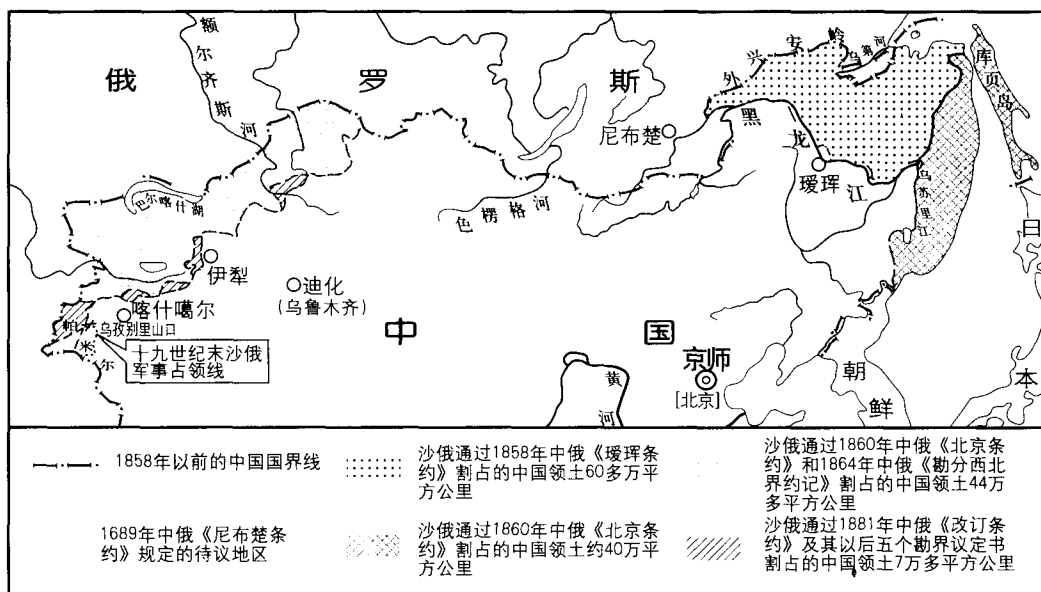 额尔齐斯河
俄罗斯
外兴安岭
乌第河
库页岛
尼布楚
黑龙江
瑷珲
乌苏里江
巴尔喀什湖
色楞格河
日本
伊犁
迪化
(乌鲁木齐)
喀什噶尔
乌孜别里山口
帕米尔
中国
十九世纪末沙俄
军事占领线
京师
[北京]
黄河
朝鲜
1858年以前的中国国界线
沙俄通过1858年中俄《瑷珲条
约》割占的中国领土60多万平
方公里
沙俄通过1860年中俄《北京条
约》和1864年中俄《勘分西北
界约记》割占的中国领土44万
多平方公里
1689年中俄《尼布楚条
约》规定的待议地区
沙俄通过1860年中俄《北京条
约》割占的中国领土约40万平
方公里
沙俄通过1881年中俄《改订条
约》及其以后五个勘界议定书
割占的中国领土7万多平方公里